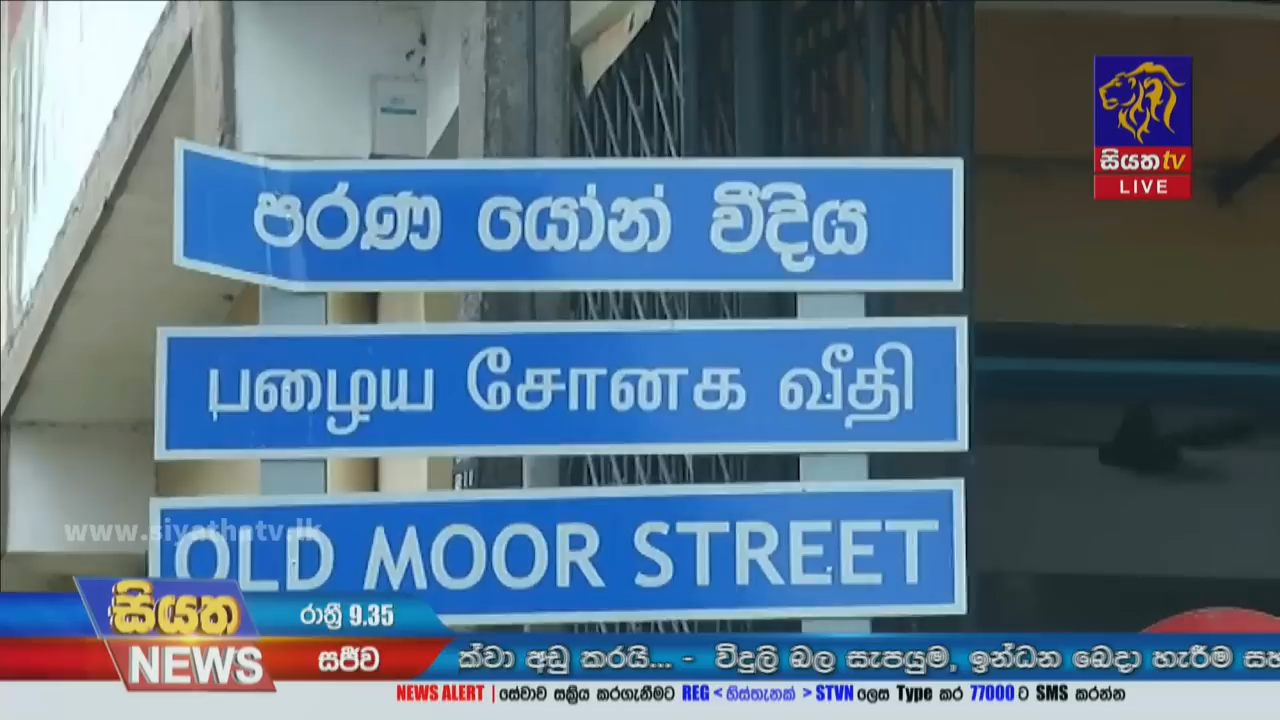 සියත tv
LIVE
පරණ යෝන් වීදිය
பழைய சோனக வீதி
OLD MOOR STREET
www.siyathatv.lk
සියත
NEWS
රාත්‍රී 9.35
සජීව
ක්වා අඩු කරයි... - විදුලි බල සැපයුම, ඉන්ධන බෙදා හැරීම සහ
NEWS ALERT | සේවාව සක්‍රිය කරගැනීමට REG < හිස්තැනක් > STVN ලෙස Type කර 77000 ට SMS කරන්න